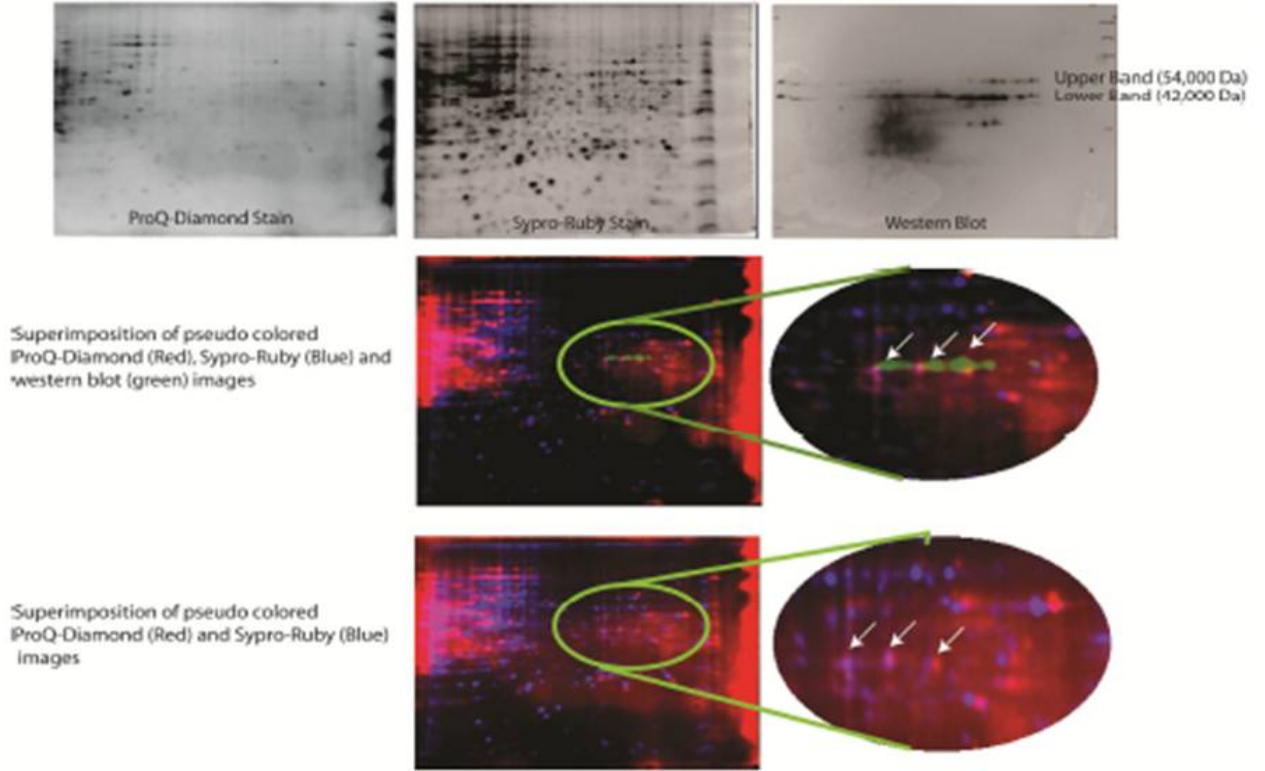 Upper Band (54,000 Da)
Lower Band (42,000 Da)
ProQ-Diamond Stain
Sypro-Ruby Stain
Western Blot
Superimposition of pseudo colored
ProQ-Diamond (Red), Sypro-Ruby (Blue) and
western blot (green) images
Superimposition of pseudo colored
ProQ-Diamond (Red) and Sypro-Ruby (Blue)
images